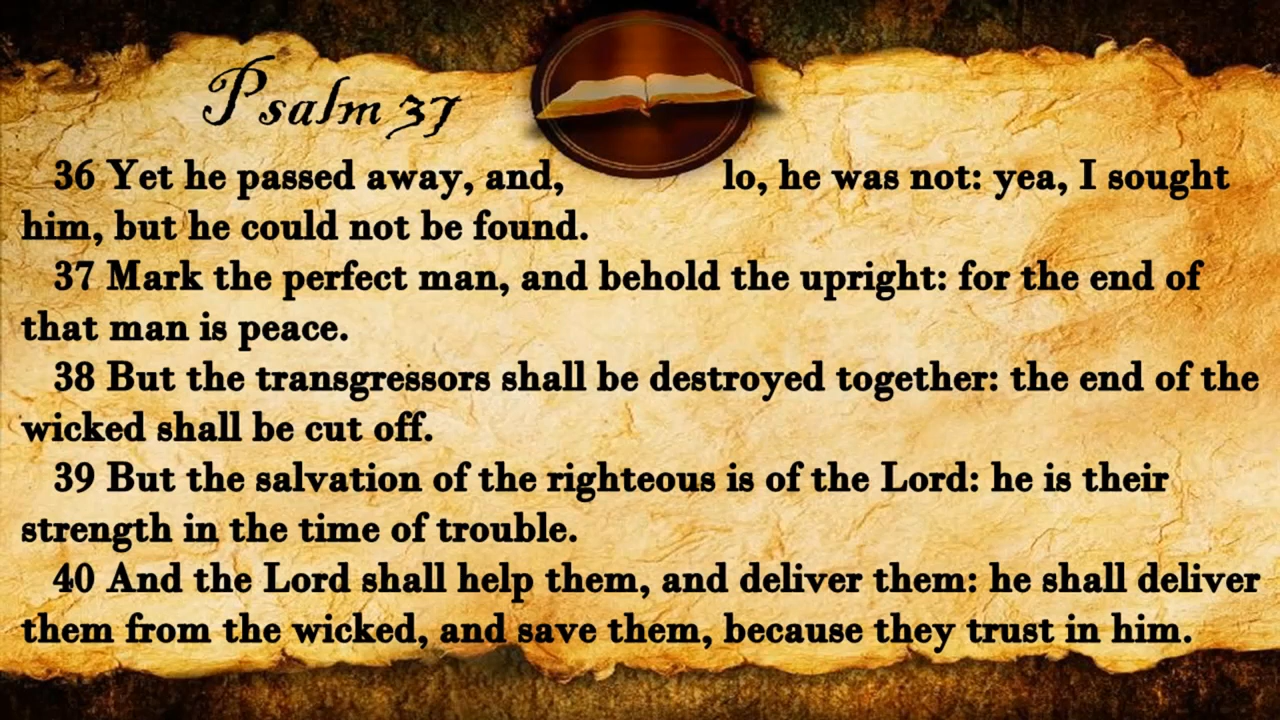 Psalm 37
36 Yet he passed away, and, lo, he was not: yea, I sought
him, but he could not be found.
37 Mark the perfect man, and behold the upright: for the end of
that man is peace.
38 But the transgressors shall be destroyed together: the end of the
wicked shall be cut off.
39 But the salvation of the righteous is of the Lord: he is their
strength in the time of trouble.
40 And the Lord shall help them, and deliver them: he shall deliver
them from the wicked, and save them, because they trust in him.